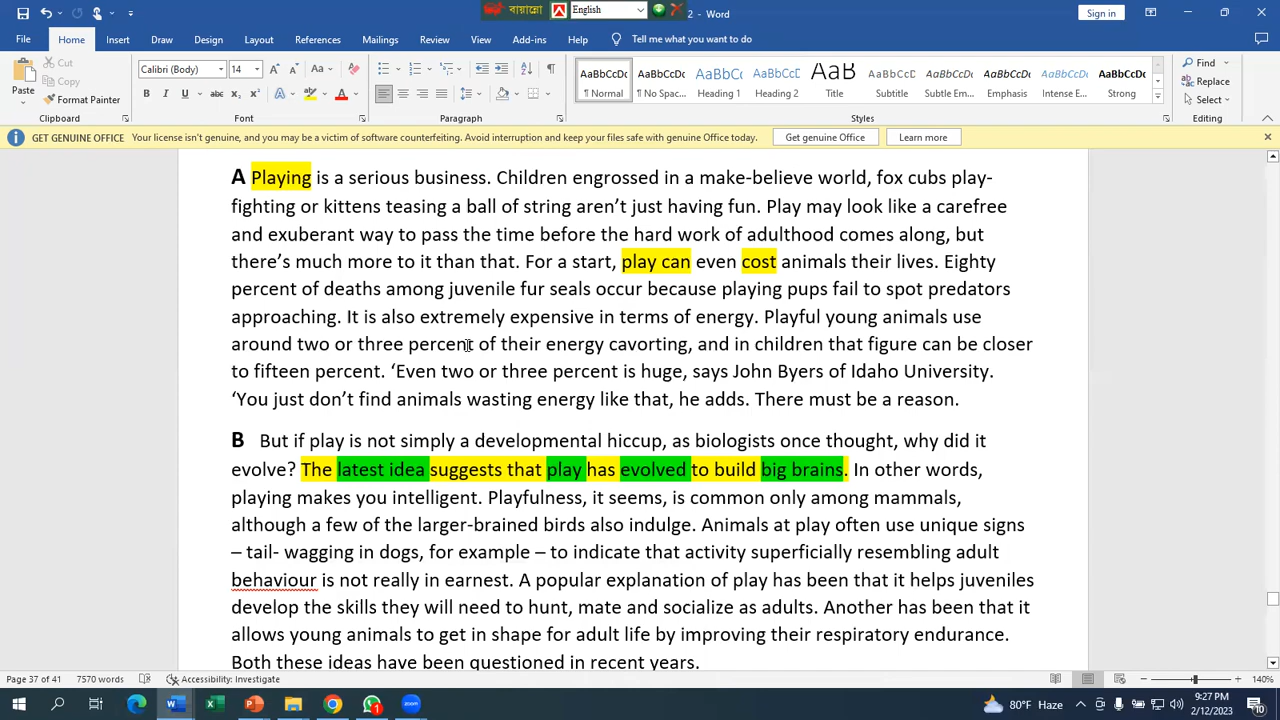 বায়ান্নো English 2 - Word Sign in
File Home Insert Draw Design Layout References Mailings Review View Add-ins Help Tell me what you want to do
Paste Cut Copy Format Painter
Calibri (Body) 14
AaBbCcDc AaBbCcDc AaBbCc AaBbCcD AaB AaBbCcD AaBbCcDc AaBbCcDc AaBbCcDc AaBbCcDc
¶ Normal ¶ No Spac... Heading 1 Heading 2 Title Subtitle Subtle Em... Emphasis Intense E... Strong
Find Replace Select
Clipboard Font Paragraph Styles Editing
GET GENUINE OFFICE Your license isn't genuine, and you may be a victim of software counterfeiting. Avoid interruption and keep your files safe with genuine Office today. Get genuine Office Learn more
A Playing is a serious business. Children engrossed in a make-believe world, fox cubs play-
fighting or kittens teasing a ball of string aren’t just having fun. Play may look like a carefree
and exuberant way to pass the time before the hard work of adulthood comes along, but
there’s much more to it than that. For a start, play can even cost animals their lives. Eighty
percent of deaths among juvenile fur seals occur because playing pups fail to spot predators
approaching. It is also extremely expensive in terms of energy. Playful young animals use
around two or three percent of their energy cavorting, and in children that figure can be closer
to fifteen percent. ‘Even two or three percent is huge, says John Byers of Idaho University.
‘You just don’t find animals wasting energy like that, he adds. There must be a reason.
B But if play is not simply a developmental hiccup, as biologists once thought, why did it
evolve? The latest idea suggests that play has evolved to build big brains. In other words,
playing makes you intelligent. Playfulness, it seems, is common only among mammals,
although a few of the larger-brained birds also indulge. Animals at play often use unique signs
– tail- wagging in dogs, for example – to indicate that activity superficially resembling adult
behaviour is not really in earnest. A popular explanation of play has been that it helps juveniles
develop the skills they will need to hunt, mate and socialize as adults. Another has been that it
allows young animals to get in shape for adult life by improving their respiratory endurance.
Both these ideas have been questioned in recent years.
Page 37 of 41 7570 words Accessibility: Investigate 140%
80°F Haze 9:27 PM
2/12/2023